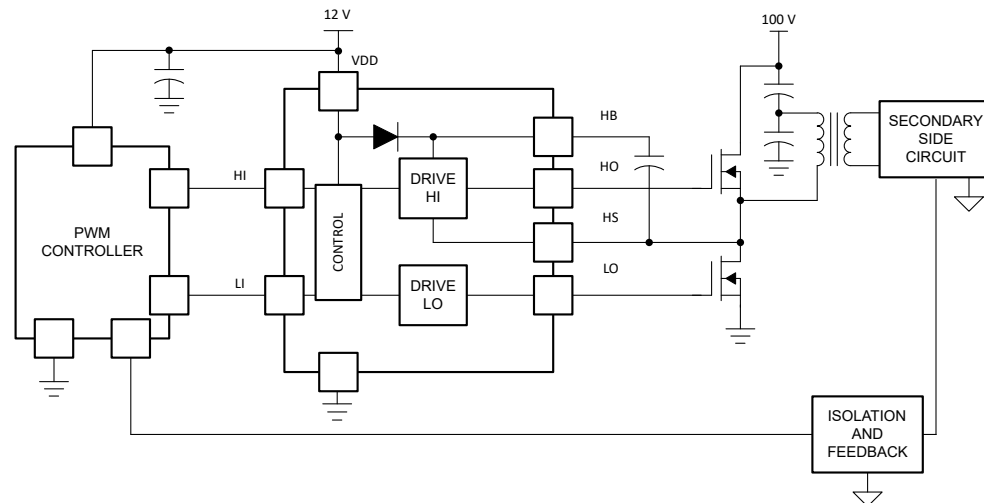 12 V
100 V
VDD
HB
SECONDARY
SIDE
CIRCUIT
HI
DRIVE
HI
HO
PWM
CONTROLLER
CONTROL
HS
LI
DRIVE
LO
LO
ISOLATION
AND
FEEDBACK